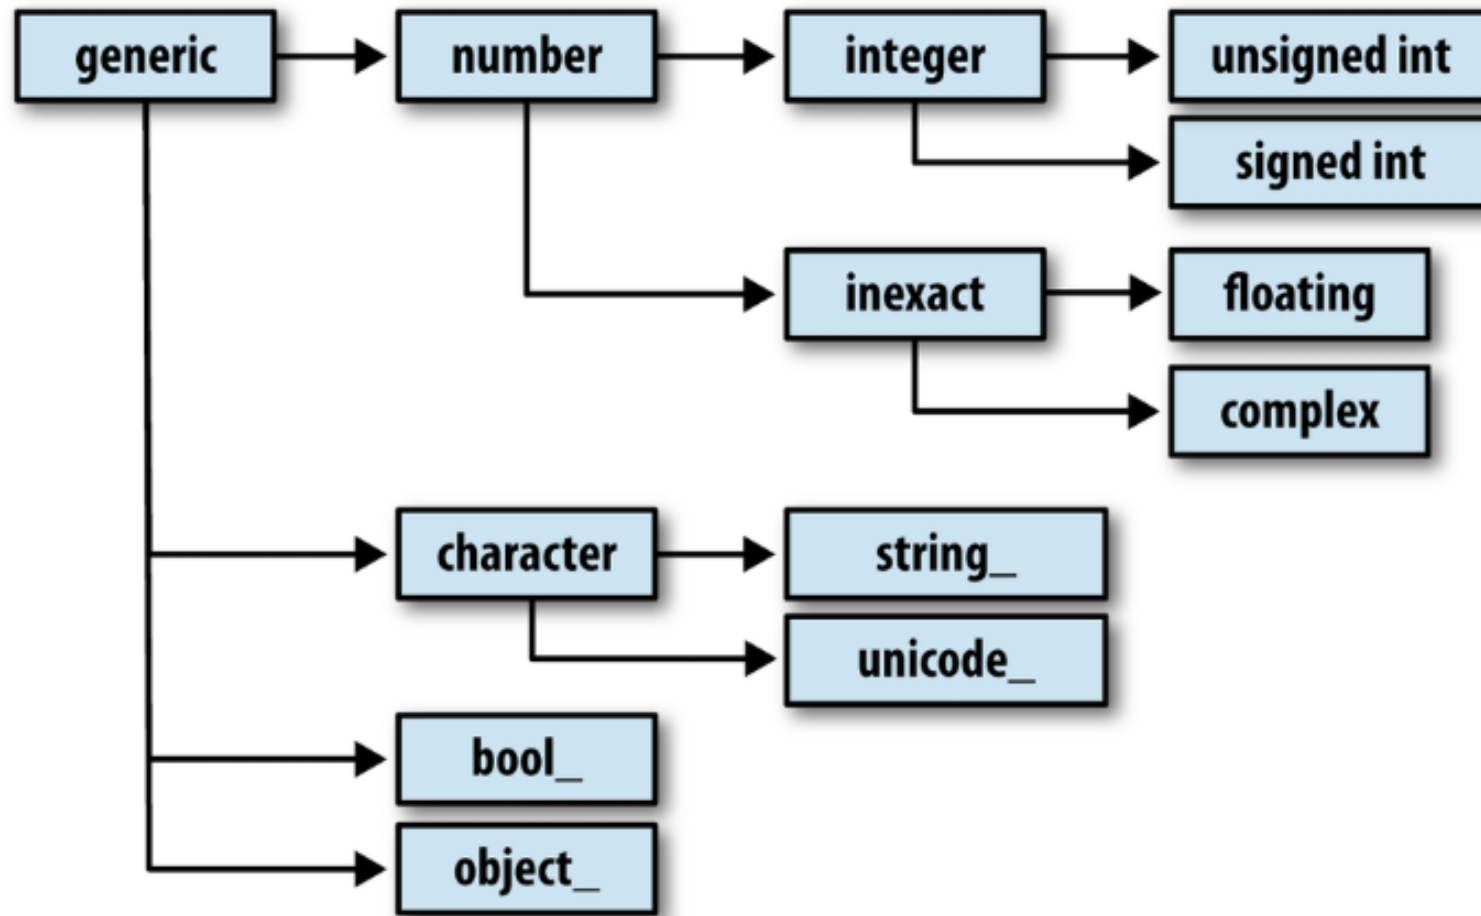 generic
number
integer
unsigned int
signed int
inexact
floating
complex
character
string_
unicode_
bool_
object_